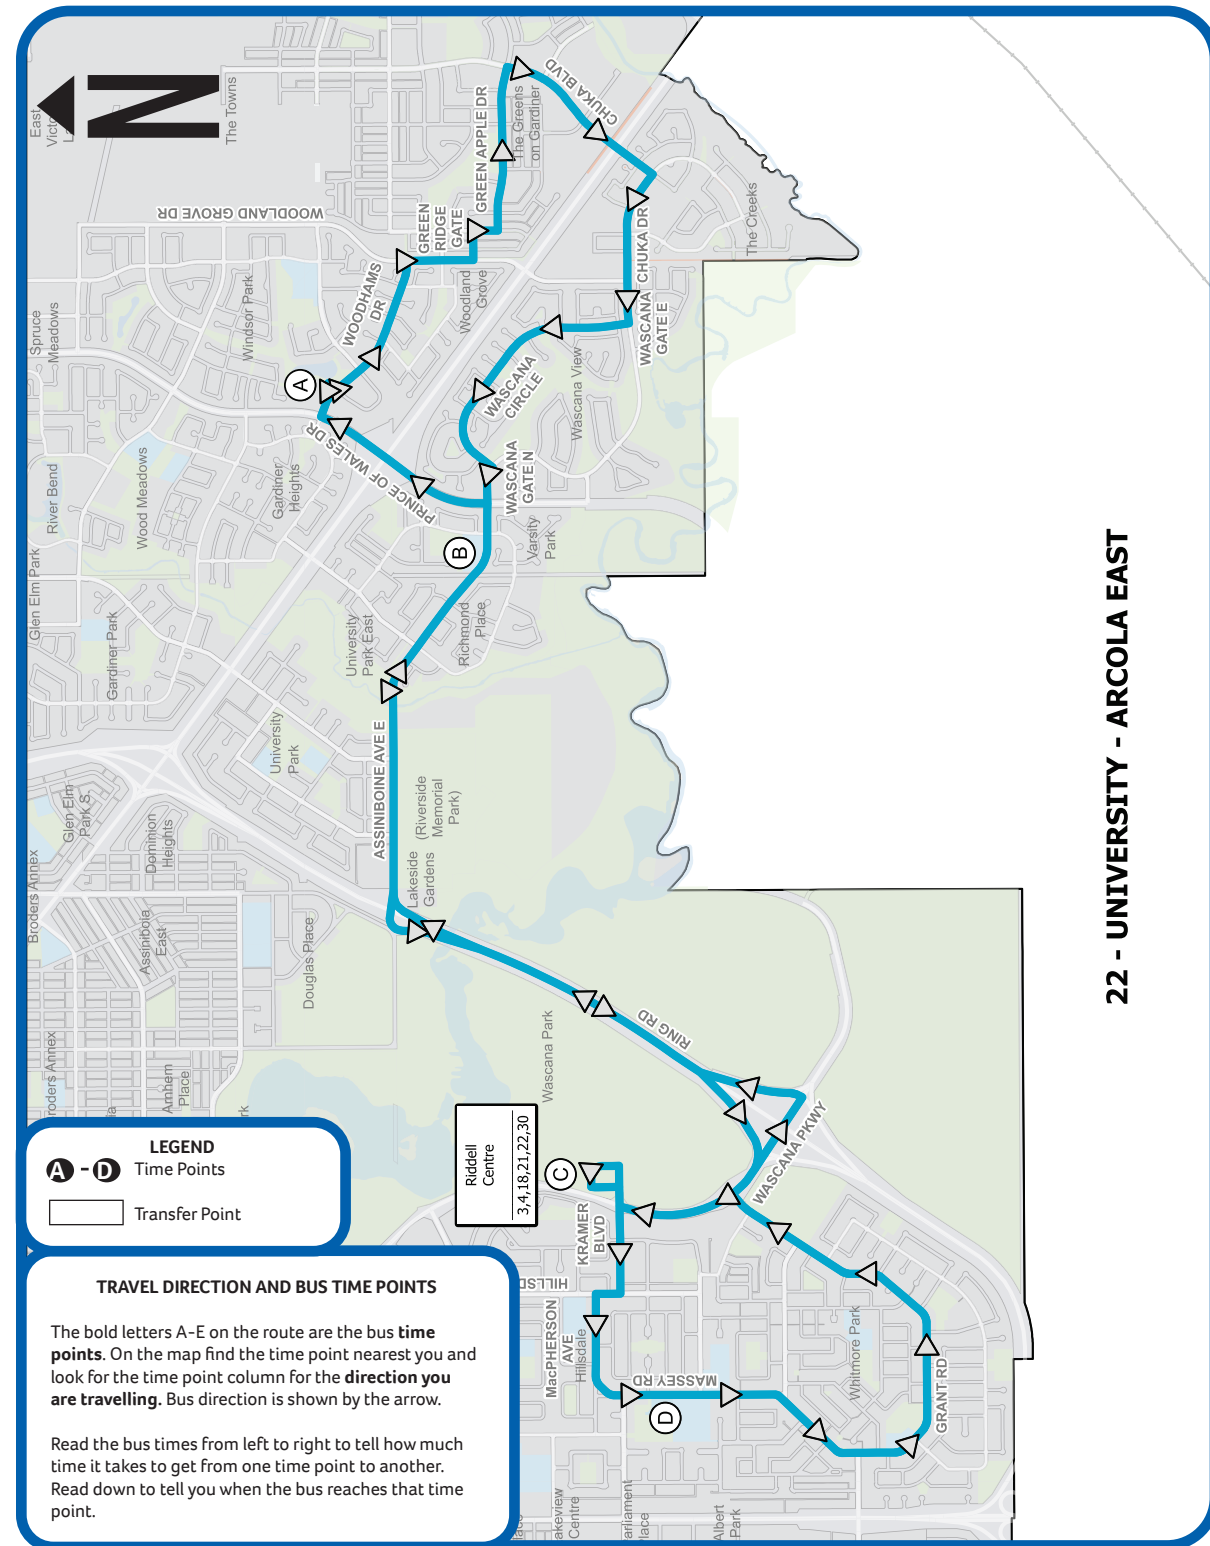 East
N
The Towns
WOODLAND GROVE DR
Spruce
Meadows
Windsor Park
WOODHAMS
DR
GREEN
RIDGE
GATE
GREEN APPLE DR
The Greens
on Gardiner
CHUKA BLVD
Woodland
Grove
CHUKA DR
The Creeks
WASCANA
GATE E
Wascana View
WASCANA
CIRCLE
A
PRINCE OF WALES DR
River Bend
Wood Meadows
Gardiner
Heights
WASCANA
GATE N
Varsity
Park
B
Glen Elm Park
Gardiner Park
University
Park East
Richmond
Place
University
Park
ASSINIBOINE AVE E
(Riverside
Memorial
Park)
Lakeside
Gardens
Glen Elm
Park S.
Dominion
Heights
Broders Annex
Assiniboia
East
Douglas Place
Wascana Park
RING RD
Broders Annex
Arnhem
Place
WASCANA PKWY
Riddell
Centre
3,4,18,21,22,30
C
KRAMER
BLVD
HILLSD
MacPHERSON
AVE
Hillsdale
MASSEY RD
D
Whitmore Park
GRANT RD
Lakeview
Centre
Parliament
Place
Albert
Park
22 - UNIVERSITY - ARCOLA EAST
LEGEND
A - D Time Points
Transfer Point
TRAVEL DIRECTION AND BUS TIME POINTS
The bold letters A-E on the route are the bus time
points. On the map find the time point nearest you and
look for the time point column for the direction you
are travelling. Bus direction is shown by the arrow.
Read the bus times from left to right to tell how much
time it takes to get from one time point to another.
Read down to tell you when the bus reaches that time
point.